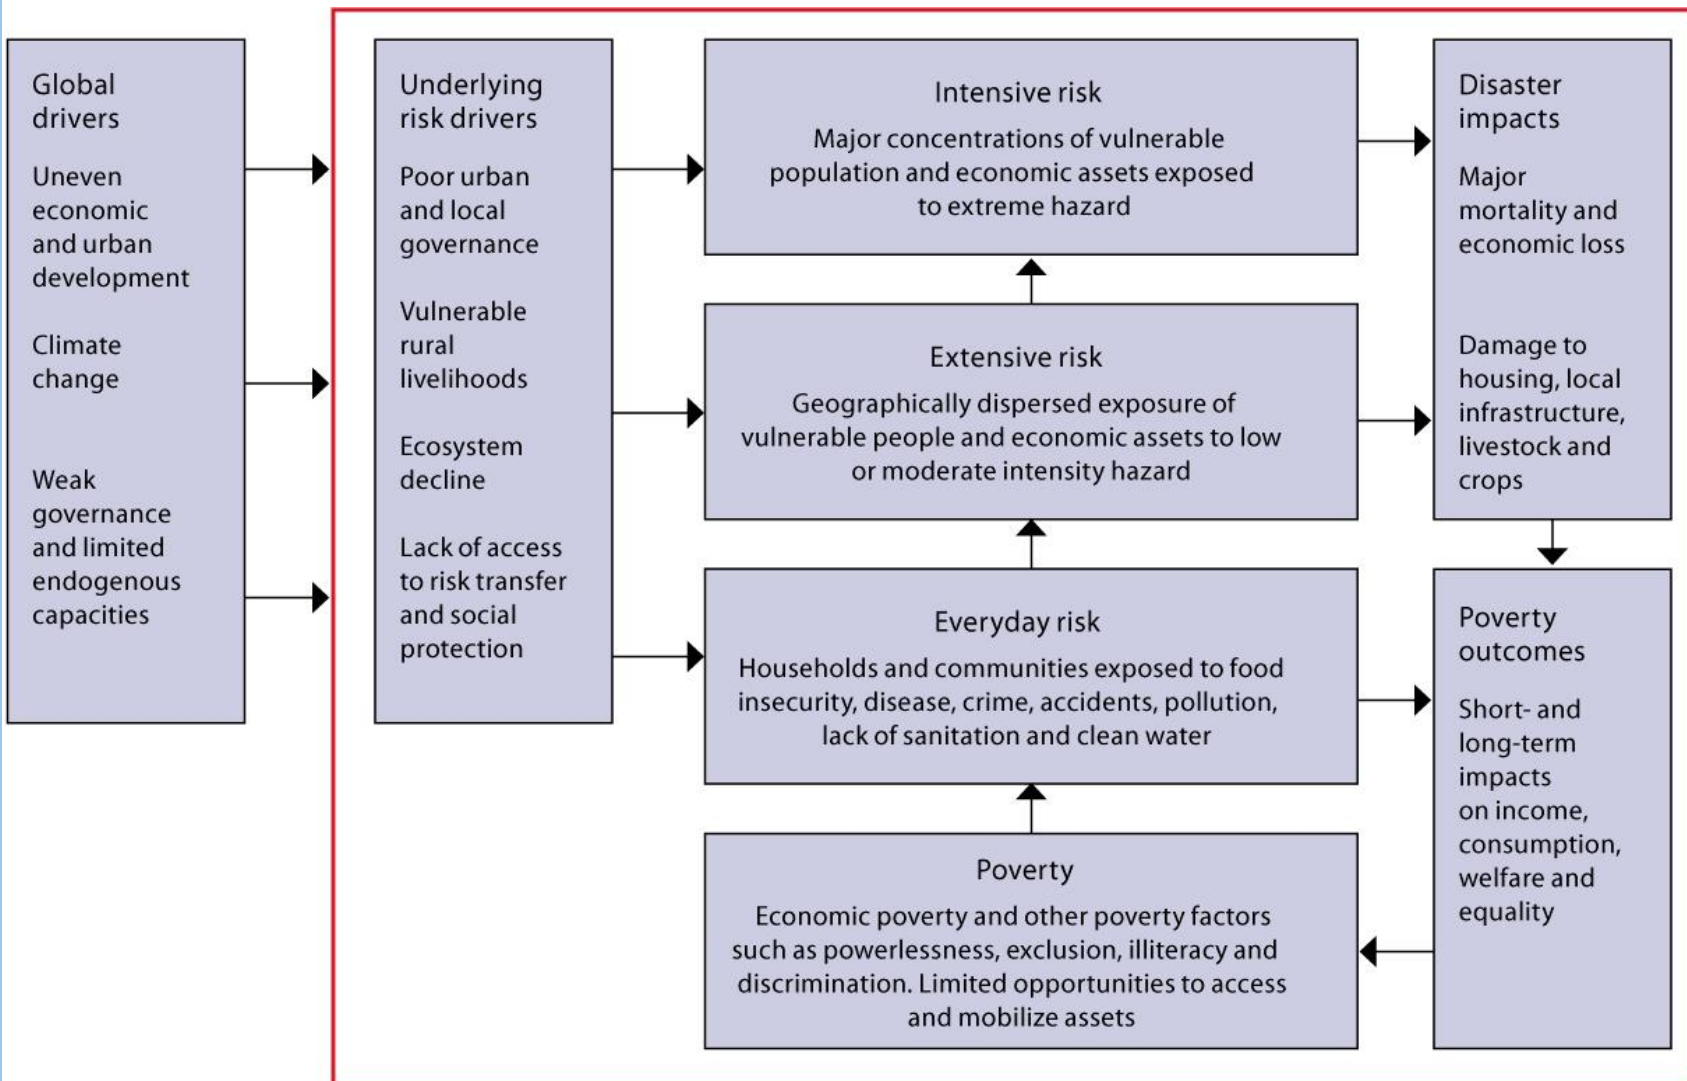 Global
drivers
Uneven
economic
and urban
development
Climate
change
Weak
governance
and limited
endogenous
capacities
Underlying
risk drivers
Poor urban
and local
governance
Vulnerable
rural
livelihoods
Ecosystem
decline
Lack of access
to risk transfer
and social
protection
Intensive risk
Major concentrations of vulnerable
population and economic assets exposed
to extreme hazard
Extensive risk
Geographically dispersed exposure of
vulnerable people and economic assets to low
or moderate intensity hazard
Everyday risk
Households and communities exposed to food
insecurity, disease, crime, accidents, pollution,
lack of sanitation and clean water
Poverty
Economic poverty and other poverty factors
such as powerlessness, exclusion, illiteracy and
discrimination. Limited opportunities to access
and mobilize assets
Disaster
impacts
Major
mortality and
economic loss
Damage to
housing, local
infrastructure,
livestock and
crops
Poverty
outcomes
Short- and
long-term
impacts
on income,
consumption,
welfare and
equality